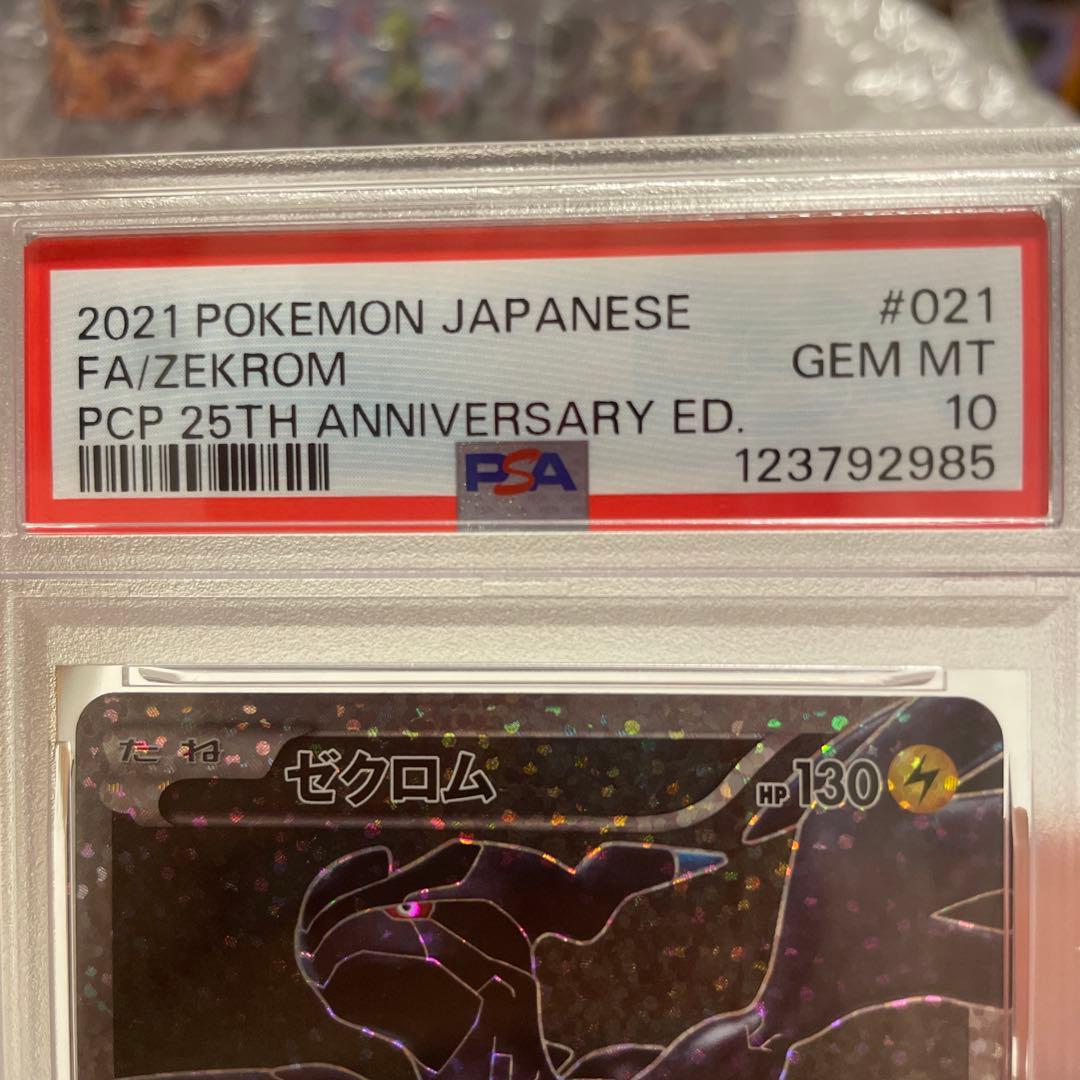 2021 POKEMON JAPANESE #021
FA/ZEKROM GEM MT
PCP 25TH ANNIVERSARY ED. 10
PSA 123792985
たね ゼクロム HP 130